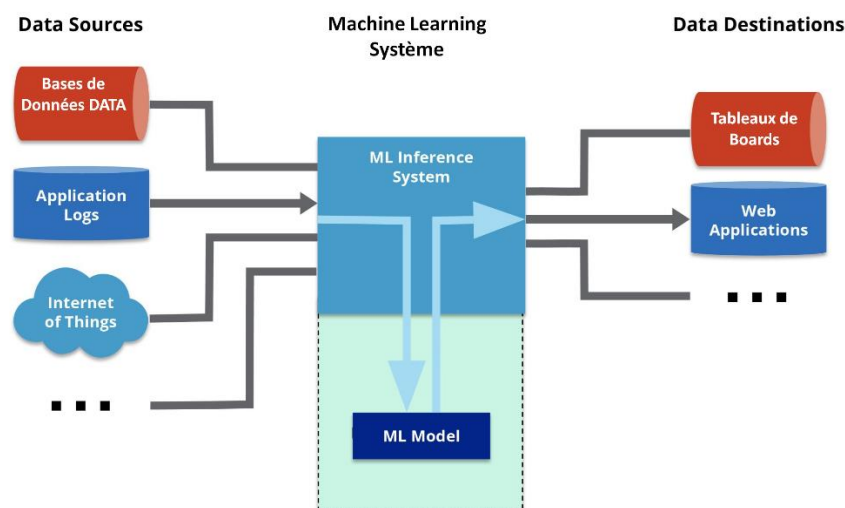 Data Sources
Machine Learning
Système
Data Destinations
Bases de
Données DATA
Application
Logs
Internet
of Things
...
ML Inference
System
ML Model
Tableaux de
Boards
Web
Applications
...